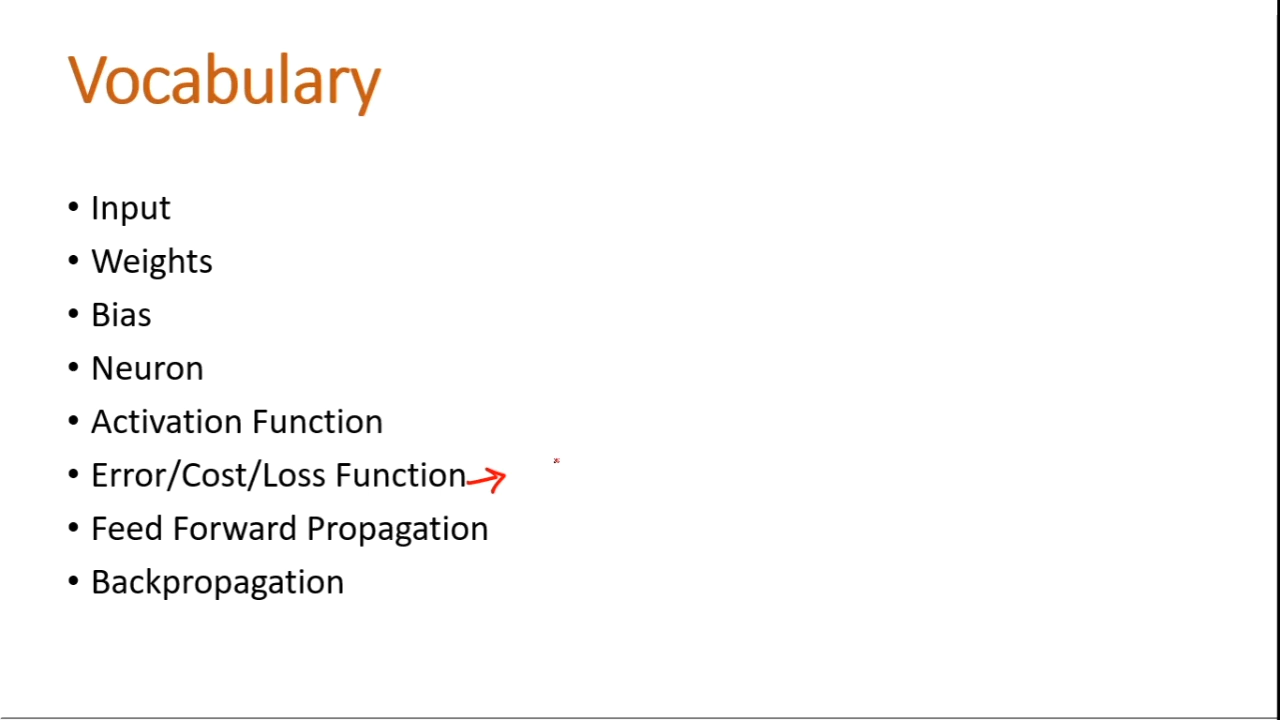 Vocabulary
• Input
• Weights
• Bias
• Neuron
• Activation Function
• Error/Cost/Loss Function
• Feed Forward Propagation
• Backpropagation